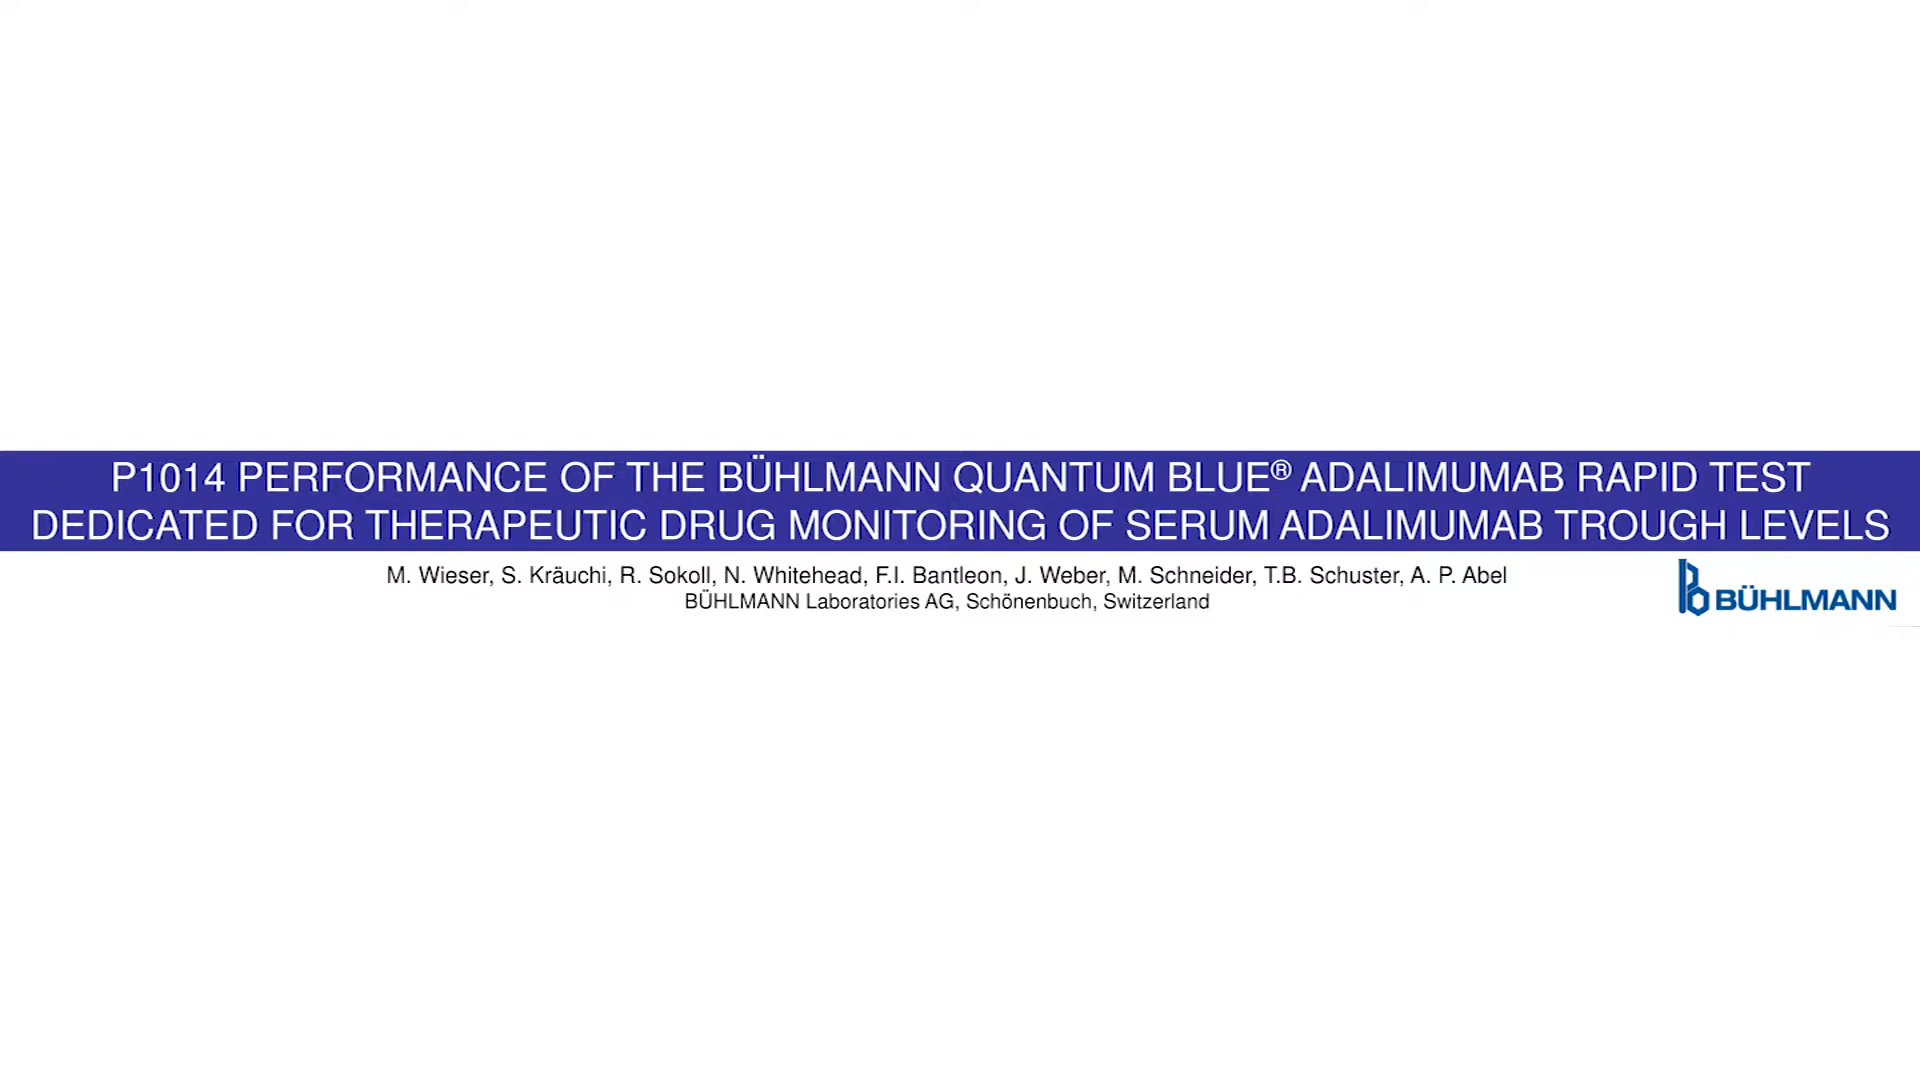 P1014 PERFORMANCE OF THE BÜHLMANN QUANTUM BLUE® ADALIMUMAB RAPID TEST
DEDICATED FOR THERAPEUTIC DRUG MONITORING OF SERUM ADALIMUMAB TROUGH LEVELS
M. Wieser, S. Kräuchi, R. Sokoll, N. Whitehead, F.I. Bantleon, J. Weber, M. Schneider, T.B. Schuster, A. P. Abel
BÜHLMANN Laboratories AG, Schönenbuch, Switzerland
BÜHLMANN